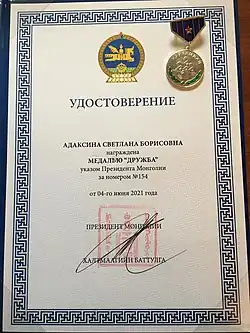 УДОСТОВЕРЕНИЕ
АДАКСИНА СВЕТЛАНА БОРИСОВНА
награждена
МЕДАЛЬЮ "ДРУЖБА"
указом Президента Монголии
за номером №154
от 04-го июня 2021 года
ПРЕЗИДЕНТ МОНГОЛИИ
ХАЛТМАГИЙН БАТТУЛГА